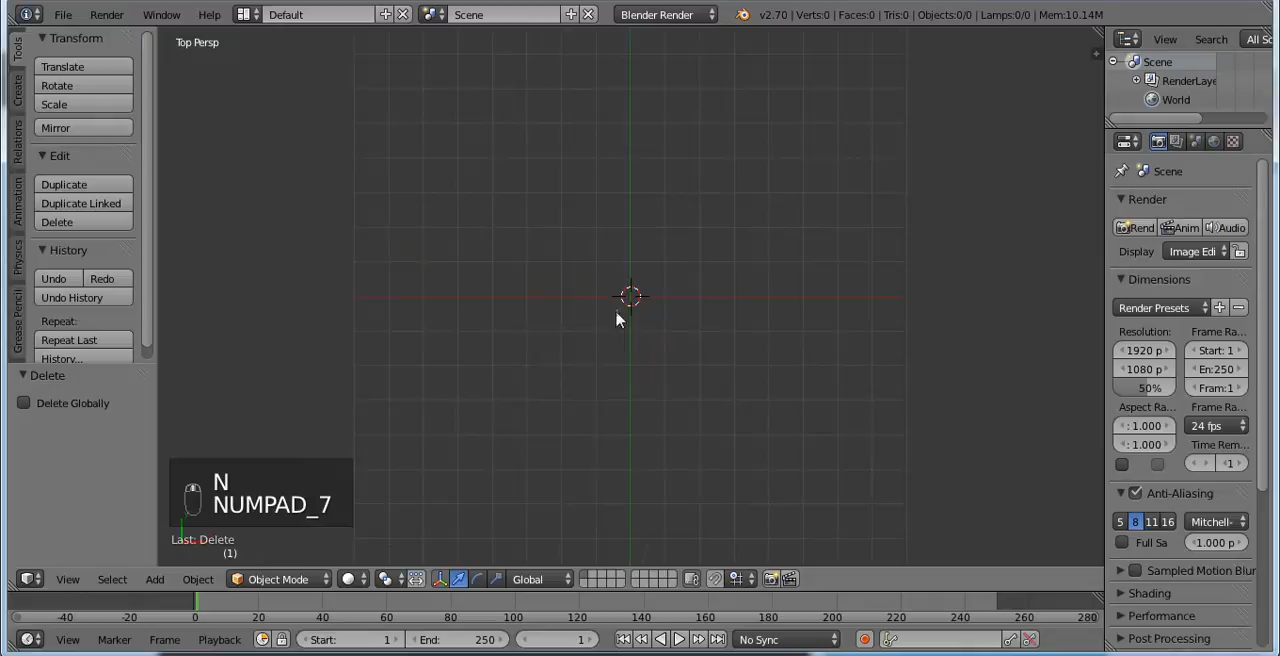 File Render Window Help Default Scene Blender Render v2.70 | Verts:0 | Faces:0 | Tris:0 | Objects:0/0 | Lamps:0/0 | Mem:10.14M
Top Persp
Tools
Create
Relations
Animation
Physics
Grease Pencil
Transform
Translate
Rotate
Scale
Mirror
Edit
Duplicate
Duplicate Linked
Delete
History
Undo Redo
Undo History
Repeat:
Repeat Last
History...
Delete
Delete Globally
N
NUMPAD_7
Last: Delete
(1)
View Select Add Object Object Mode Global
-40 -20 0 20 40 60 80 100 120 140 160 180 200 220 240 260 280
View Marker Frame Playback Start: 1 End: 250 1 No Sync
View Search All Sc
Scene
RenderLaye
World
Scene
Render
Rend Anim Audio
Display Image Edi
Dimensions
Render Presets
Resolution: Frame Ra...
1920 p Start: 1
1080 p En:250
50% Fram:1
Aspect Ra... Frame Ra...
: 1.000 24 fps
: 1.000 Time Rem...
1
Anti-Aliasing
5 8 11 16 Mitchell-
Full Sa 1.000 p
Sampled Motion Blur
Shading
Performance
Post Processing